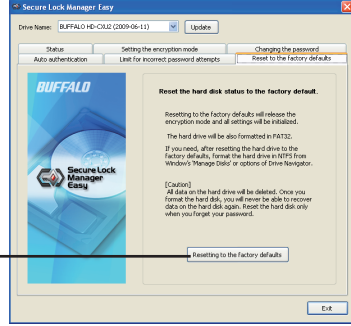 Secure Lock Manager Easy
Drive Name: BUFFALO HD-CXU2 (2009-06-11) Update
Status Setting the encryption mode Changing the password
Auto authentication Limit for incorrect password attempts Reset to the factory defaults
BUFFALO
Reset the hard disk status to the factory default.
Resetting to the factory defaults will release the
encryption mode and all settings will be initialized.
The hard drive will be also formatted in FAT32.
If you need, after resetting the hard drive to the
factory defaults, format the hard drive in NTFS from
Window's 'Manage Disks' or options of Drive Navigator.
Secure Lock
Manager
Easy
[Caution]
All data on the hard drive will be deleted. Once you
format the hard disk, you will never be able to recover
data on the hard disk again. Reset the hard disk only
when you forget your password.
Resetting to the factory defaults
Exit